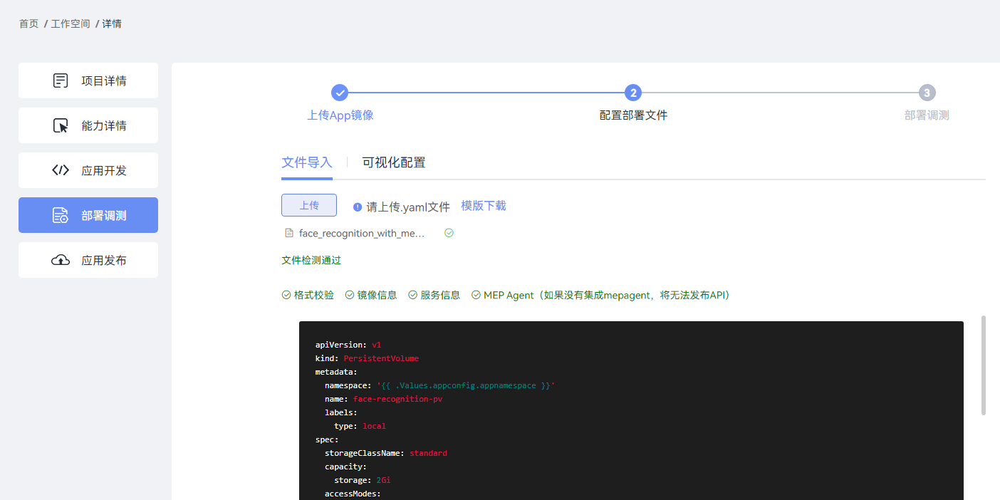 首页 / 工作空间 / 详情
项目详情
能力详情
应用开发
部署调测
应用发布
2 3
上传App镜像 配置部署文件 部署调测
文件导入 可视化配置
上传 请上传.yaml文件 模版下载
face_recognition_with_me...
文件检测通过
格式校验 镜像信息 服务信息 MEP Agent（如果没有集成mepagent，将无法发布API）
apiVersion: v1
kind: PersistentVolume
metadata:
  namespace: '{{ .Values.appconfig.appnamespace }}'
  name: face-recognition-pv
  labels:
    type: local
spec:
  storageClassName: standard
  capacity:
    storage: 2Gi
  accessModes: